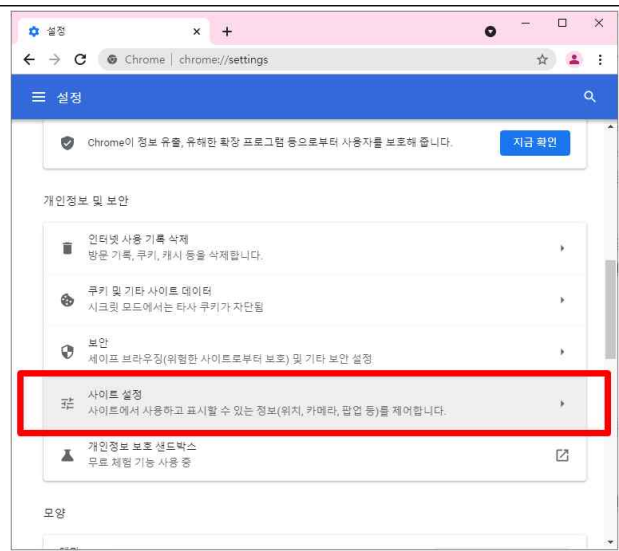 설정
Chrome | chrome://settings
설정
Chrome이 정보 유출, 유해한 확장 프로그램 등으로부터 사용자를 보호해 줍니다.
지금 확인
개인정보 및 보안
인터넷 사용 기록 삭제
방문 기록, 쿠키, 캐시 등을 삭제합니다.
쿠키 및 기타 사이트 데이터
시크릿 모드에서는 타사 쿠키가 차단됨
보안
세이프 브라우징(위험한 사이트로부터 보호) 및 기타 보안 설정
사이트 설정
사이트에서 사용하고 표시할 수 있는 정보(위치, 카메라, 팝업 등)를 제어합니다.
개인정보 보호 샌드박스
무료 체험 기능 사용 중
모양